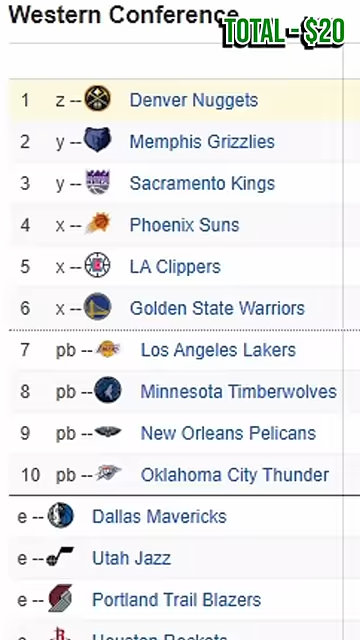 Western Conference
TOTAL - $20
1 z -- Denver Nuggets
2 y -- Memphis Grizzlies
3 y -- Sacramento Kings
4 x -- Phoenix Suns
5 x -- LA Clippers
6 x -- Golden State Warriors
7 pb -- Los Angeles Lakers
8 pb -- Minnesota Timberwolves
9 pb -- New Orleans Pelicans
10 pb -- Oklahoma City Thunder
e -- Dallas Mavericks
e -- Utah Jazz
e -- Portland Trail Blazers
e -- Houston Rockets